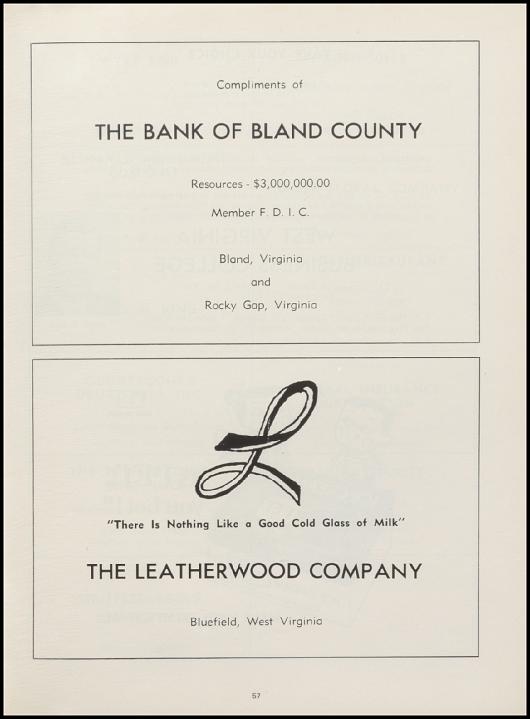 Compliments of
THE BANK OF BLAND COUNTY
Resources - $3,000,000.00
Member F. D. I. C.
Bland, Virginia
and
Rocky Gap, Virginia
L
"There Is Nothing Like a Good Cold Glass of Milk"
THE LEATHERWOOD COMPANY
Bluefield, West Virginia
57